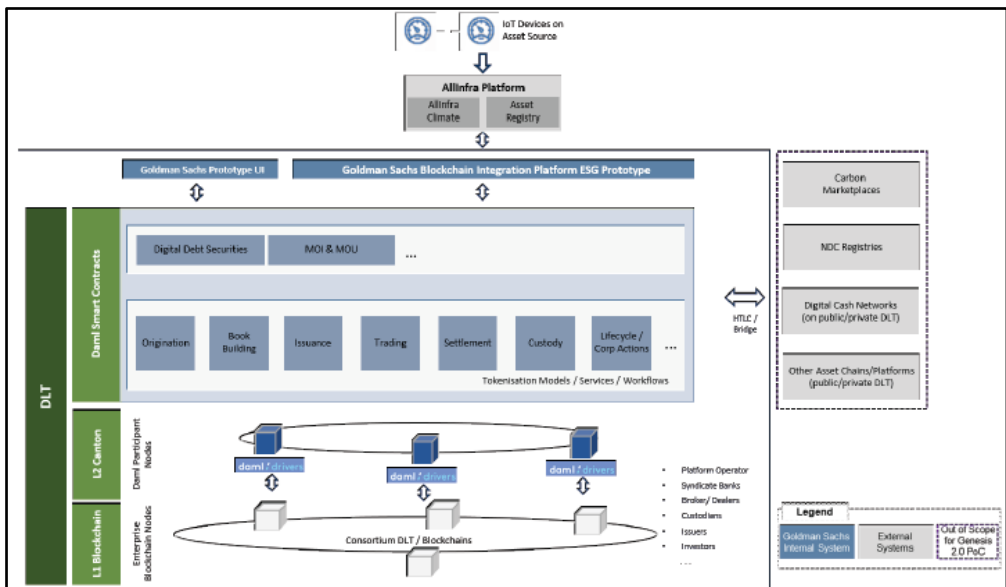 IoT Devices on
Asset Source
Allinfra Platform
Allinfra
Climate
Asset
Registry
Goldman Sachs Prototype UI
Goldman Sachs Blockchain Integration Platform ESG Prototype
Carbon
Marketplaces
NDC Registries
Digital Cash Networks
(on public/private DLT)
Other Asset Chains/Platforms
(public/private DLT)
HTLC /
Bridge
DLT
Daml Smart Contracts
Digital Debt Securities
MOI & MOU
...
Origination
Book
Building
Issuance
Trading
Settlement
Custody
Lifecycle /
Corp Actions
...
Tokenisation Models / Services / Workflows
L2 Canton
Daml Participant
Nodes
daml drivers
daml drivers
daml drivers
L1 Blockchain
Enterprise
Blockchain Nodes
Consortium DLT / Blockchains
• Platform Operator
• Syndicate Banks
• Broker/ Dealers
• Custodians
• Issuers
• Investors
...
Legend
Goldman Sachs
Internal System
External
Systems
Out of Scope
for Genesis
2.0 PoC